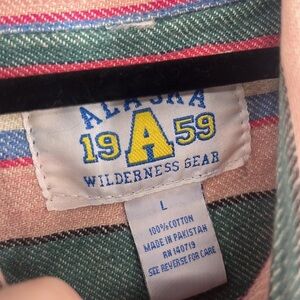 ALASKA
19 A 59
WILDERNESS GEAR
L
100% COTTON
MADE IN PAKISTAN
RN 140719
SEE REVERSE FOR CARE